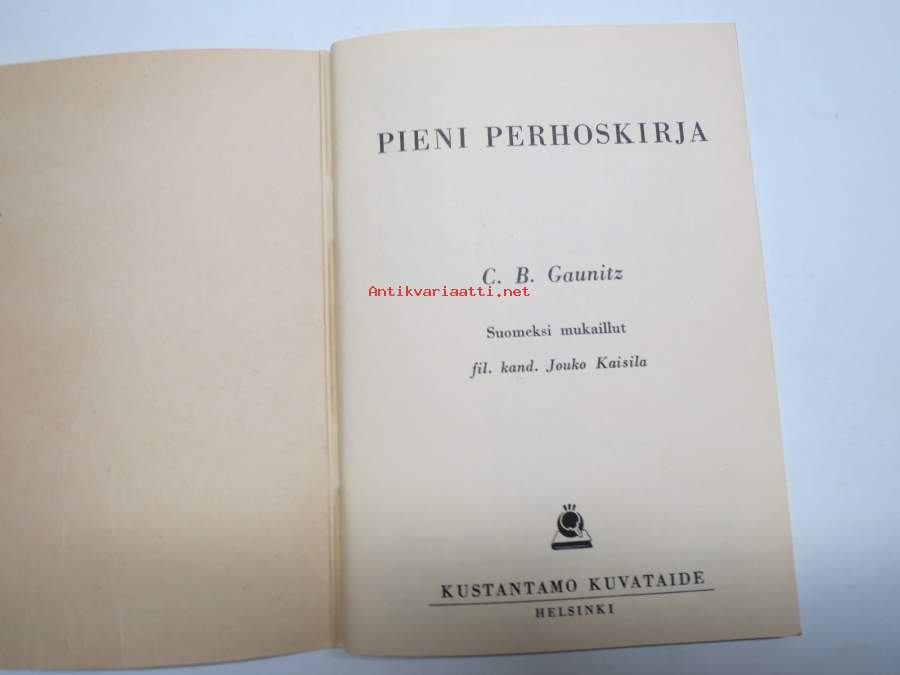 PIENI PERHOSKIRJA
C. B. Gaunitz
Antikvariaatti.net
Suomeksi mukaillut
fil. kand. Jouko Kaisila
KUSTANTAMO KUVATAIDE
HELSINKI